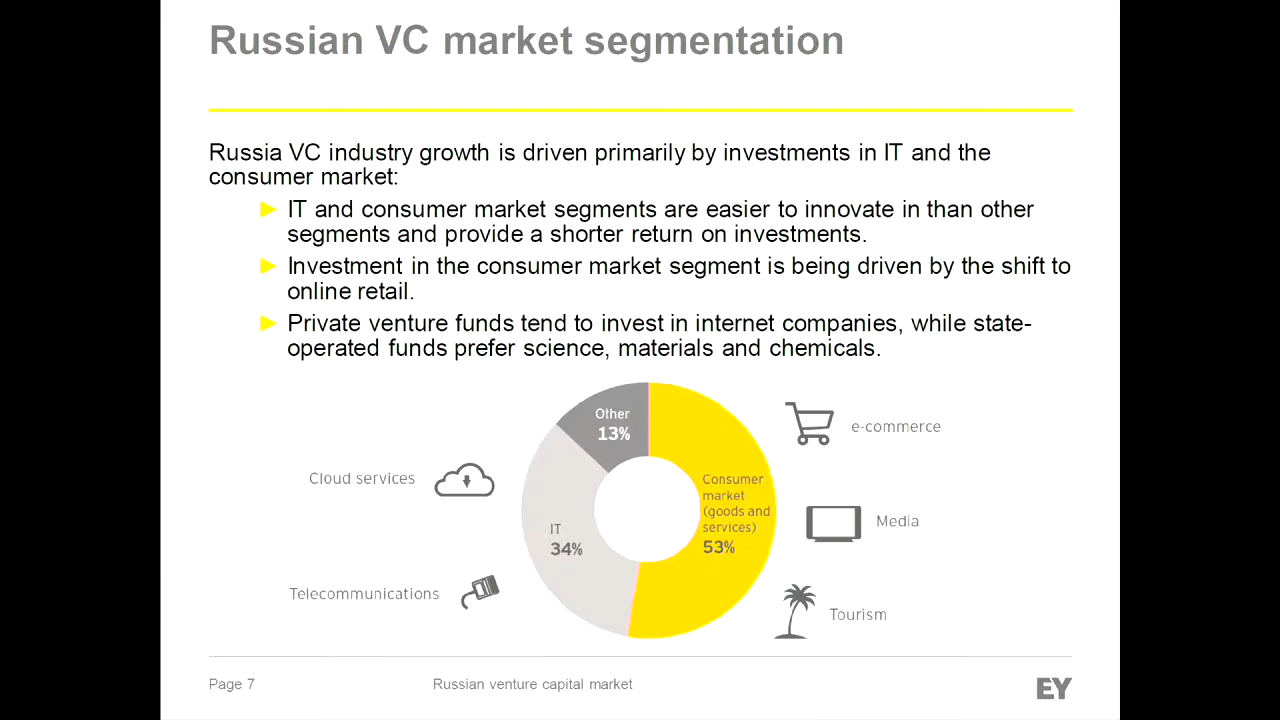 Russian VC market segmentation
Russia VC industry growth is driven primarily by investments in IT and the
consumer market:
IT and consumer market segments are easier to innovate in than other
segments and provide a shorter return on investments.
Investment in the consumer market segment is being driven by the shift to
online retail.
Private venture funds tend to invest in internet companies, while state-
operated funds prefer science, materials and chemicals.
Other
13%
e-commerce
Cloud services
Consumer
market
(goods and
services)
53%
Media
IT
34%
Telecommunications
Tourism
Page 7
Russian venture capital market
EY